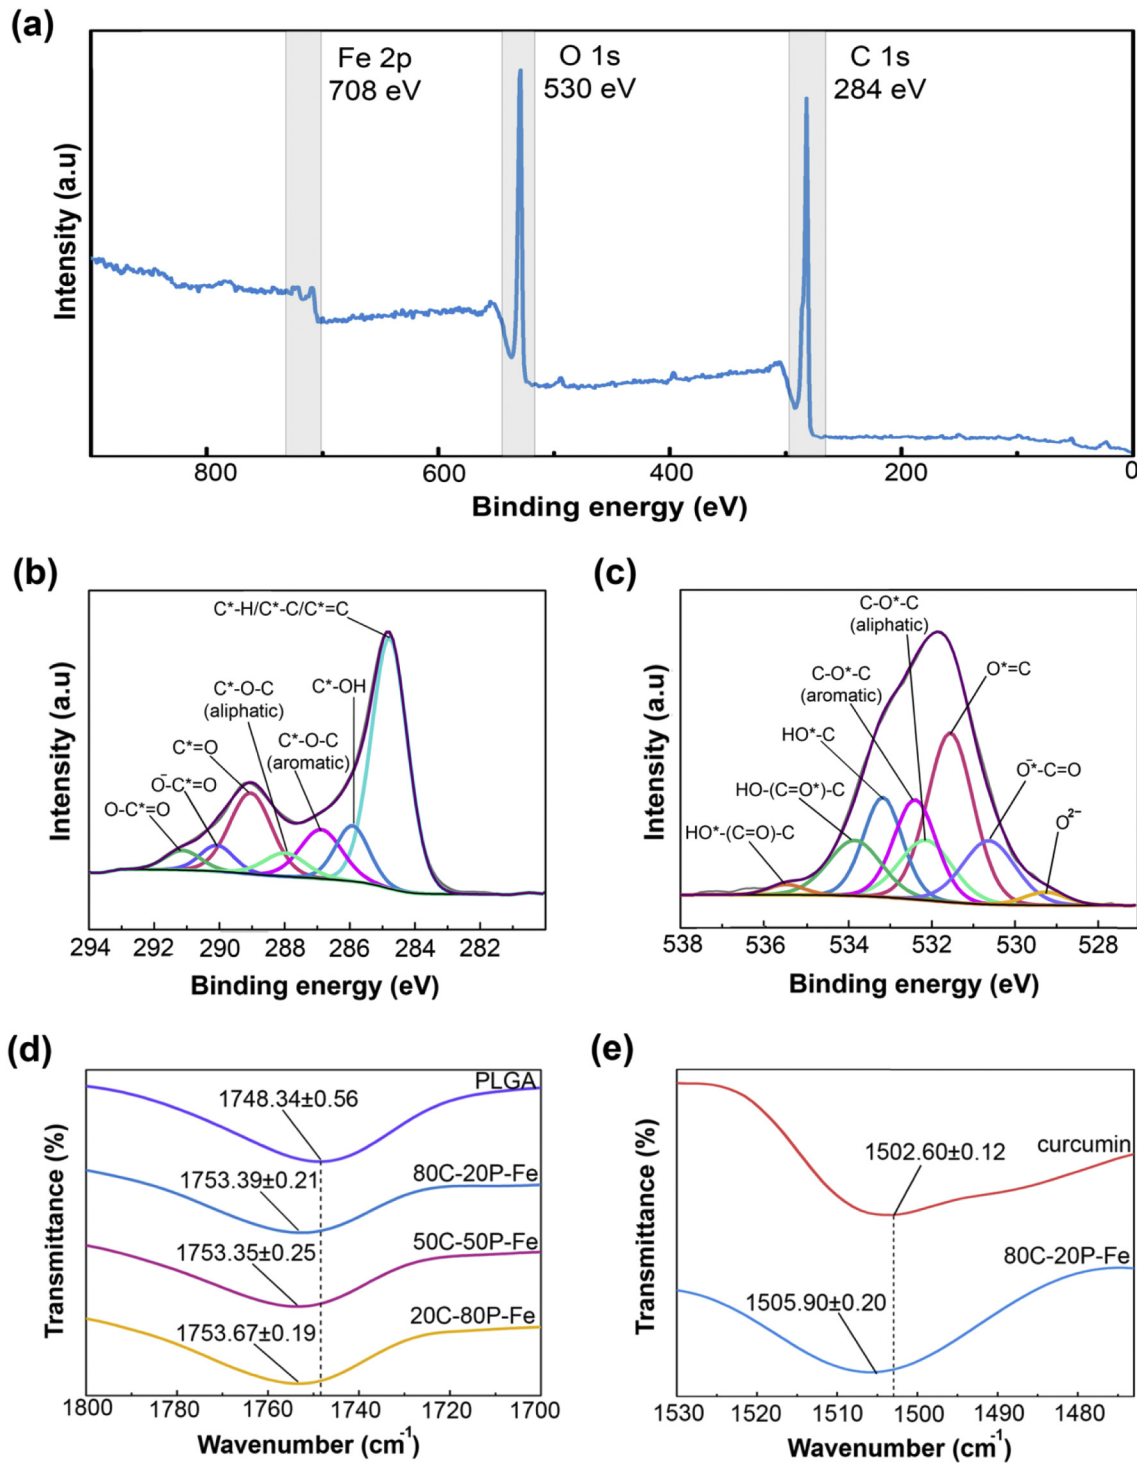 (a)
Fe 2p
708 eV
O 1s
530 eV
C 1s
284 eV
Intensity (a.u)
800
600
400
200
0
Binding energy (eV)
(b)
C*-H/C*-C/C*=C
C*-O-C
(aliphatic)
C*-OH
C*=O
C*-O-C
(aromatic)
O⁻-C*=O
O-C*=O
Intensity (a.u)
294
292
290
288
286
284
282
Binding energy (eV)
(c)
C-O*-C
(aliphatic)
C-O*-C
(aromatic)
O*=C
HO*-C
HO-(C=O*)-C
O⁻*-C=O
HO*-(C=O)-C
O²⁻
Intensity (a.u)
538
536
534
532
530
528
Binding energy (eV)
(d)
PLGA
1748.34±0.56
80C-20P-Fe
1753.39±0.21
50C-50P-Fe
1753.35±0.25
20C-80P-Fe
1753.67±0.19
Transmittance (%)
1800
1780
1760
1740
1720
1700
Wavenumber (cm⁻¹)
(e)
curcumin
1502.60±0.12
80C-20P-Fe
1505.90±0.20
Transmittance (%)
1530
1520
1510
1500
1490
1480
Wavenumber (cm⁻¹)